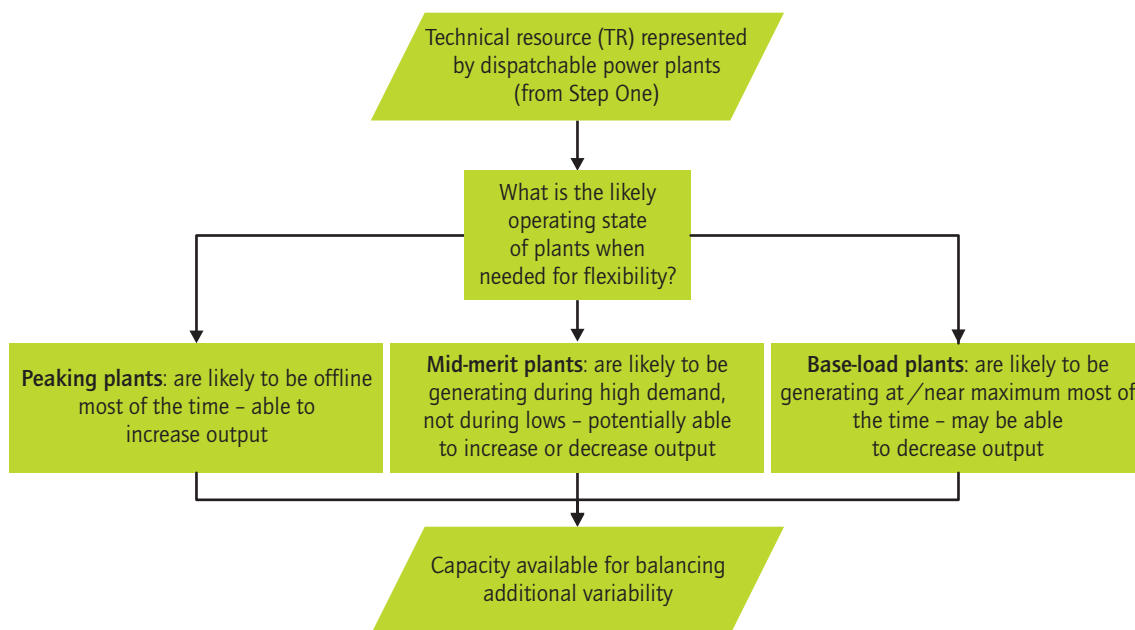 Technical resource (TR) represented
by dispatchable power plants
(from Step One)
What is the likely
operating state
of plants when
needed for flexibility?
Peaking plants: are likely to be offline
most of the time – able to
increase output
Mid-merit plants: are likely to be
generating during high demand,
not during lows – potentially able
to increase or decrease output
Base-load plants: are likely to be
generating at/near maximum most of
the time – may be able
to decrease output
Capacity available for balancing
additional variability